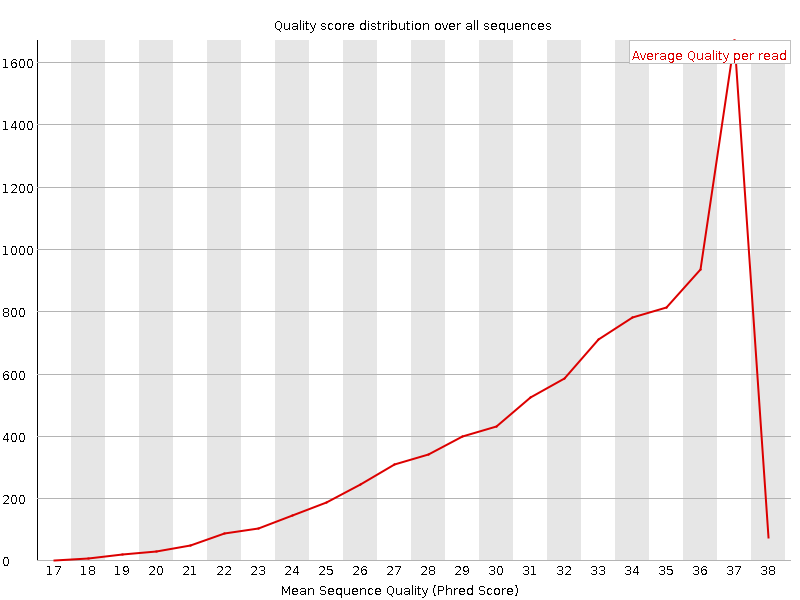 Quality score distribution over all sequences
Average Quality per read
1600
1400
1200
1000
800
600
400
200
0
17 18 19 20 21 22 23 24 25 26 27 28 29 30 31 32 33 34 35 36 37 38
Mean Sequence Quality (Phred Score)